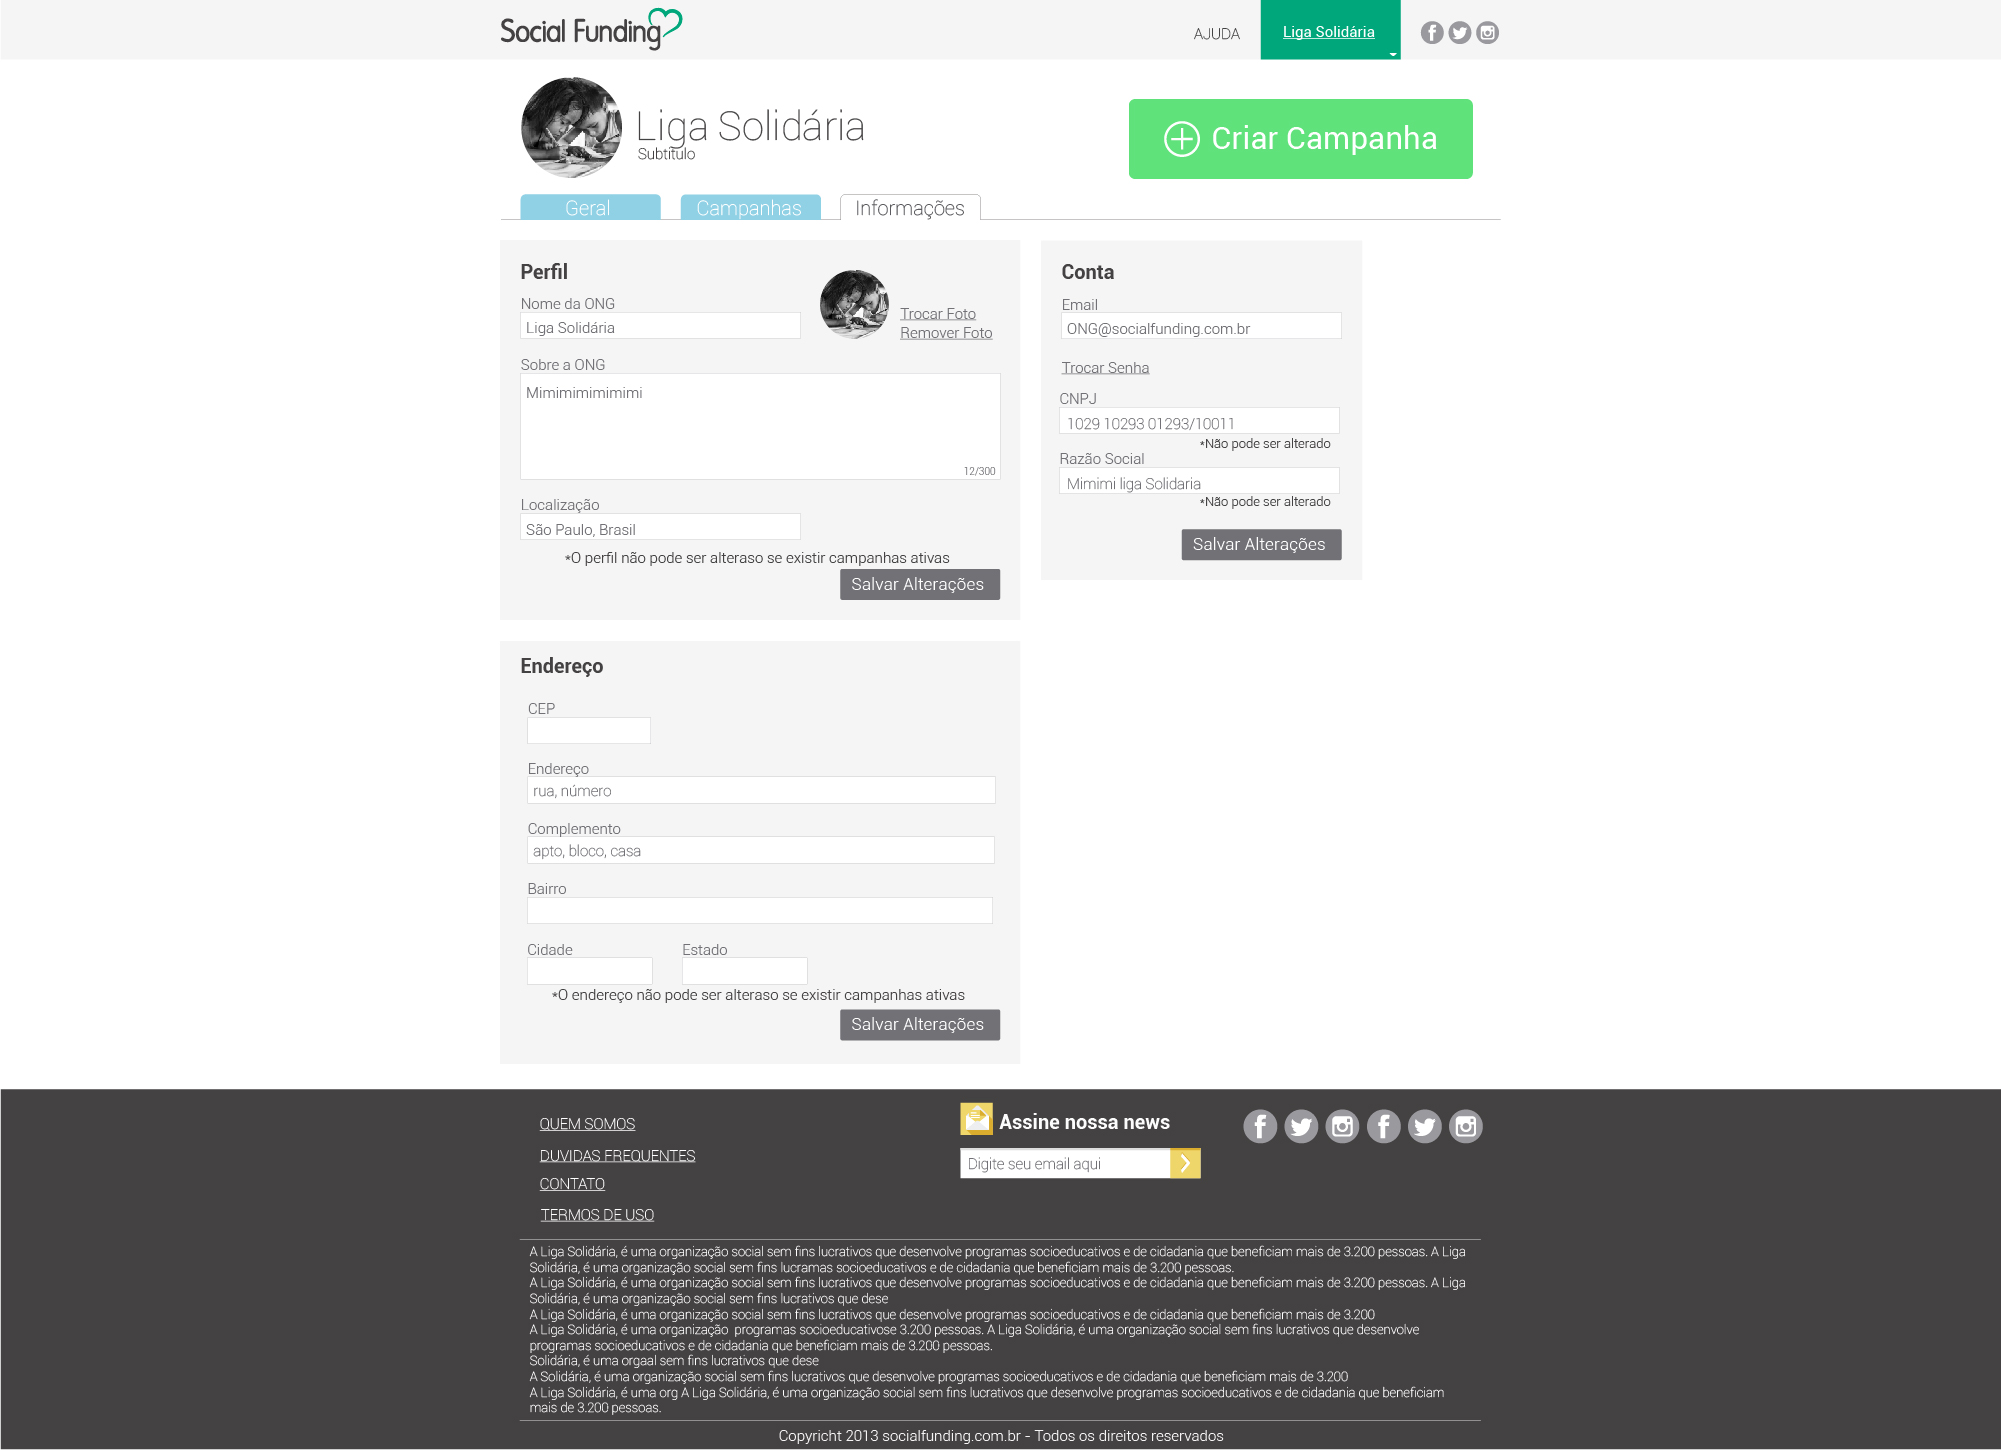 Social Funding
AJUDA
Liga Solidária
Liga Solidária
Subtítulo
Criar Campanha
Geral
Campanhas
Informações
Perfil
Nome da ONG
Liga Solidária
Trocar Foto
Remover Foto
Sobre a ONG
Mimimimimimimi
12/300
Localização
São Paulo, Brasil
*O perfil não pode ser alteraso se existir campanhas ativas
Salvar Alterações
Conta
Email
ONG@socialfunding.com.br
Trocar Senha
CNPJ
1029 10293 01293/10011
*Não pode ser alterado
Razão Social
Mimimi liga Solidaria
*Não pode ser alterado
Salvar Alterações
Endereço
CEP
Endereço
rua, número
Complemento
apto, bloco, casa
Bairro
Cidade
Estado
*O endereço não pode ser alteraso se existir campanhas ativas
Salvar Alterações
QUEM SOMOS
DUVIDAS FREQUENTES
CONTATO
TERMOS DE USO
Assine nossa news
Digite seu email aqui
A Liga Solidária, é uma organização social sem fins lucrativos que desenvolve programas socioeducativos e de cidadania que beneficiam mais de 3.200 pessoas. A Liga
Solidária, é uma organização social sem fins lucramas socioeducativos e de cidadania que beneficiam mais de 3.200 pessoas.
A Liga Solidária, é uma organização social sem fins lucrativos que desenvolve programas socioeducativos e de cidadania que beneficiam mais de 3.200 pessoas. A Liga
Solidária, é uma organização social sem fins lucrativos que dese
A Liga Solidária, é uma organização social sem fins lucrativos que desenvolve programas socioeducativos e de cidadania que beneficiam mais de 3.200
A Liga Solidária, é uma organização  programas socioeducativose 3.200 pessoas. A Liga Solidária, é uma organização social sem fins lucrativos que desenvolve
programas socioeducativos e de cidadania que beneficiam mais de 3.200 pessoas.
Solidária, é uma orgaal sem fins lucrativos que dese
A Solidária, é uma organização social sem fins lucrativos que desenvolve programas socioeducativos e de cidadania que beneficiam mais de 3.200
A Liga Solidária, é uma org A Liga Solidária, é uma organização social sem fins lucrativos que desenvolve programas socioeducativos e de cidadania que beneficiam
mais de 3.200 pessoas.
Copyricht 2013 socialfunding.com.br - Todos os direitos reservados